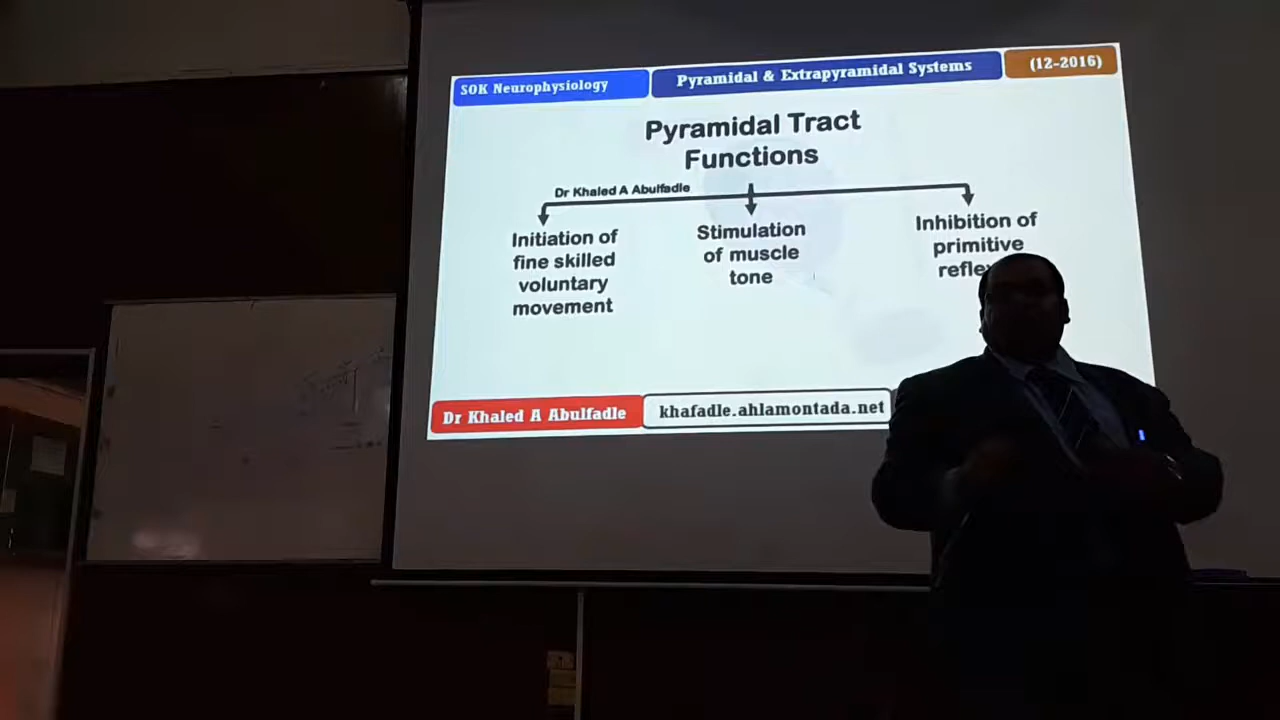 SOK Neurophysiology
Pyramidal & Extrapyramidal Systems
(12-2016)
Pyramidal Tract
Functions
Dr Khaled A Abulfadle
Initiation of
fine skilled
voluntary
movement
Stimulation
of muscle
tone
Inhibition of
primitive
Dr Khaled A Abulfadle
khafadle.ahlamontada.net